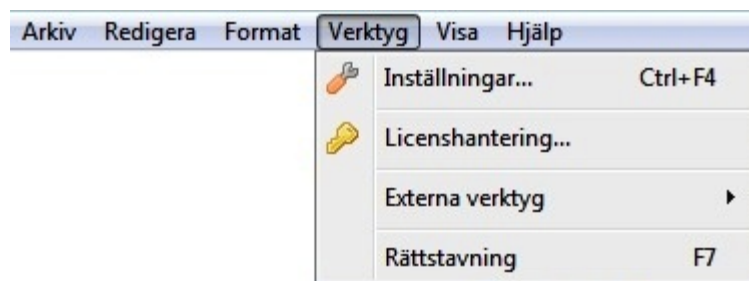 Arkiv Redigera Format Verktyg Visa Hjälp
Inställningar... Ctrl+F4
Licenshantering...
Externa verktyg
Rättstavning F7